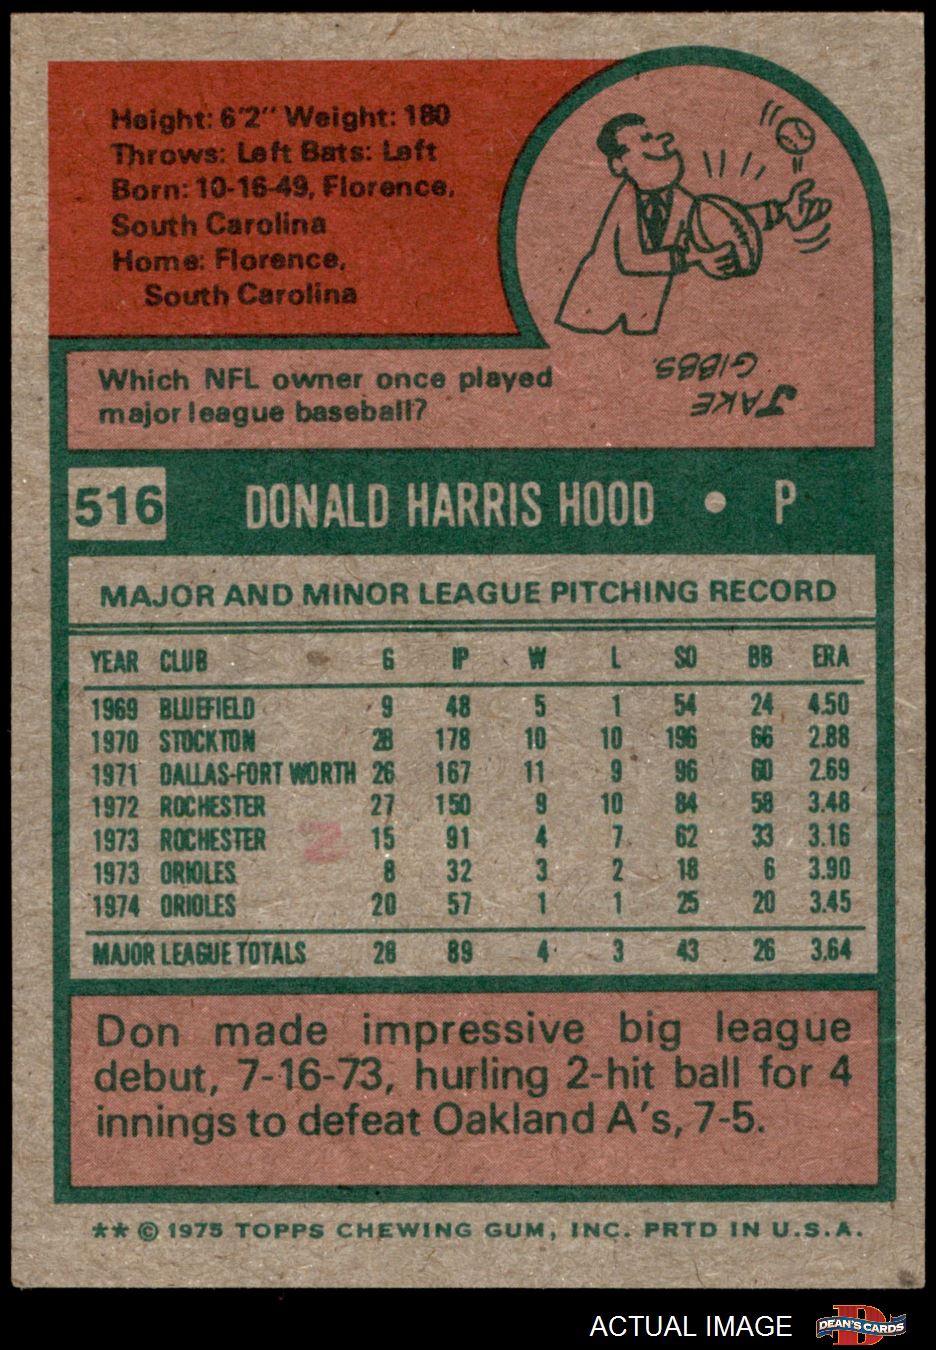 Height: 6'2" Weight: 180
Throws: Left Bats: Left
Born: 10-16-49, Florence,
South Carolina
Home: Florence,
South Carolina
Which NFL owner once played
major league baseball?
JAKE
GIBBS.
516 DONALD HARRIS HOOD • P
MAJOR AND MINOR LEAGUE PITCHING RECORD
YEAR CLUB G IP W L SO BB ERA
1969 BLUEFIELD 9 48 5 1 54 24 4.50
1970 STOCKTON 28 178 10 10 196 66 2.88
1971 DALLAS-FORT WORTH 26 167 11 9 96 60 2.69
1972 ROCHESTER 27 150 9 10 84 58 3.48
1973 ROCHESTER 15 91 4 7 62 33 3.16
1973 ORIOLES 8 32 3 2 18 6 3.90
1974 ORIOLES 20 57 1 1 25 20 3.45
MAJOR LEAGUE TOTALS 28 89 4 3 43 26 3.64
Don made impressive big league
debut, 7-16-73, hurling 2-hit ball for 4
innings to defeat Oakland A's, 7-5.
** © 1975 TOPPS CHEWING GUM, INC. PRTD IN U.S.A.
ACTUAL IMAGE D DEAN'S CARDS